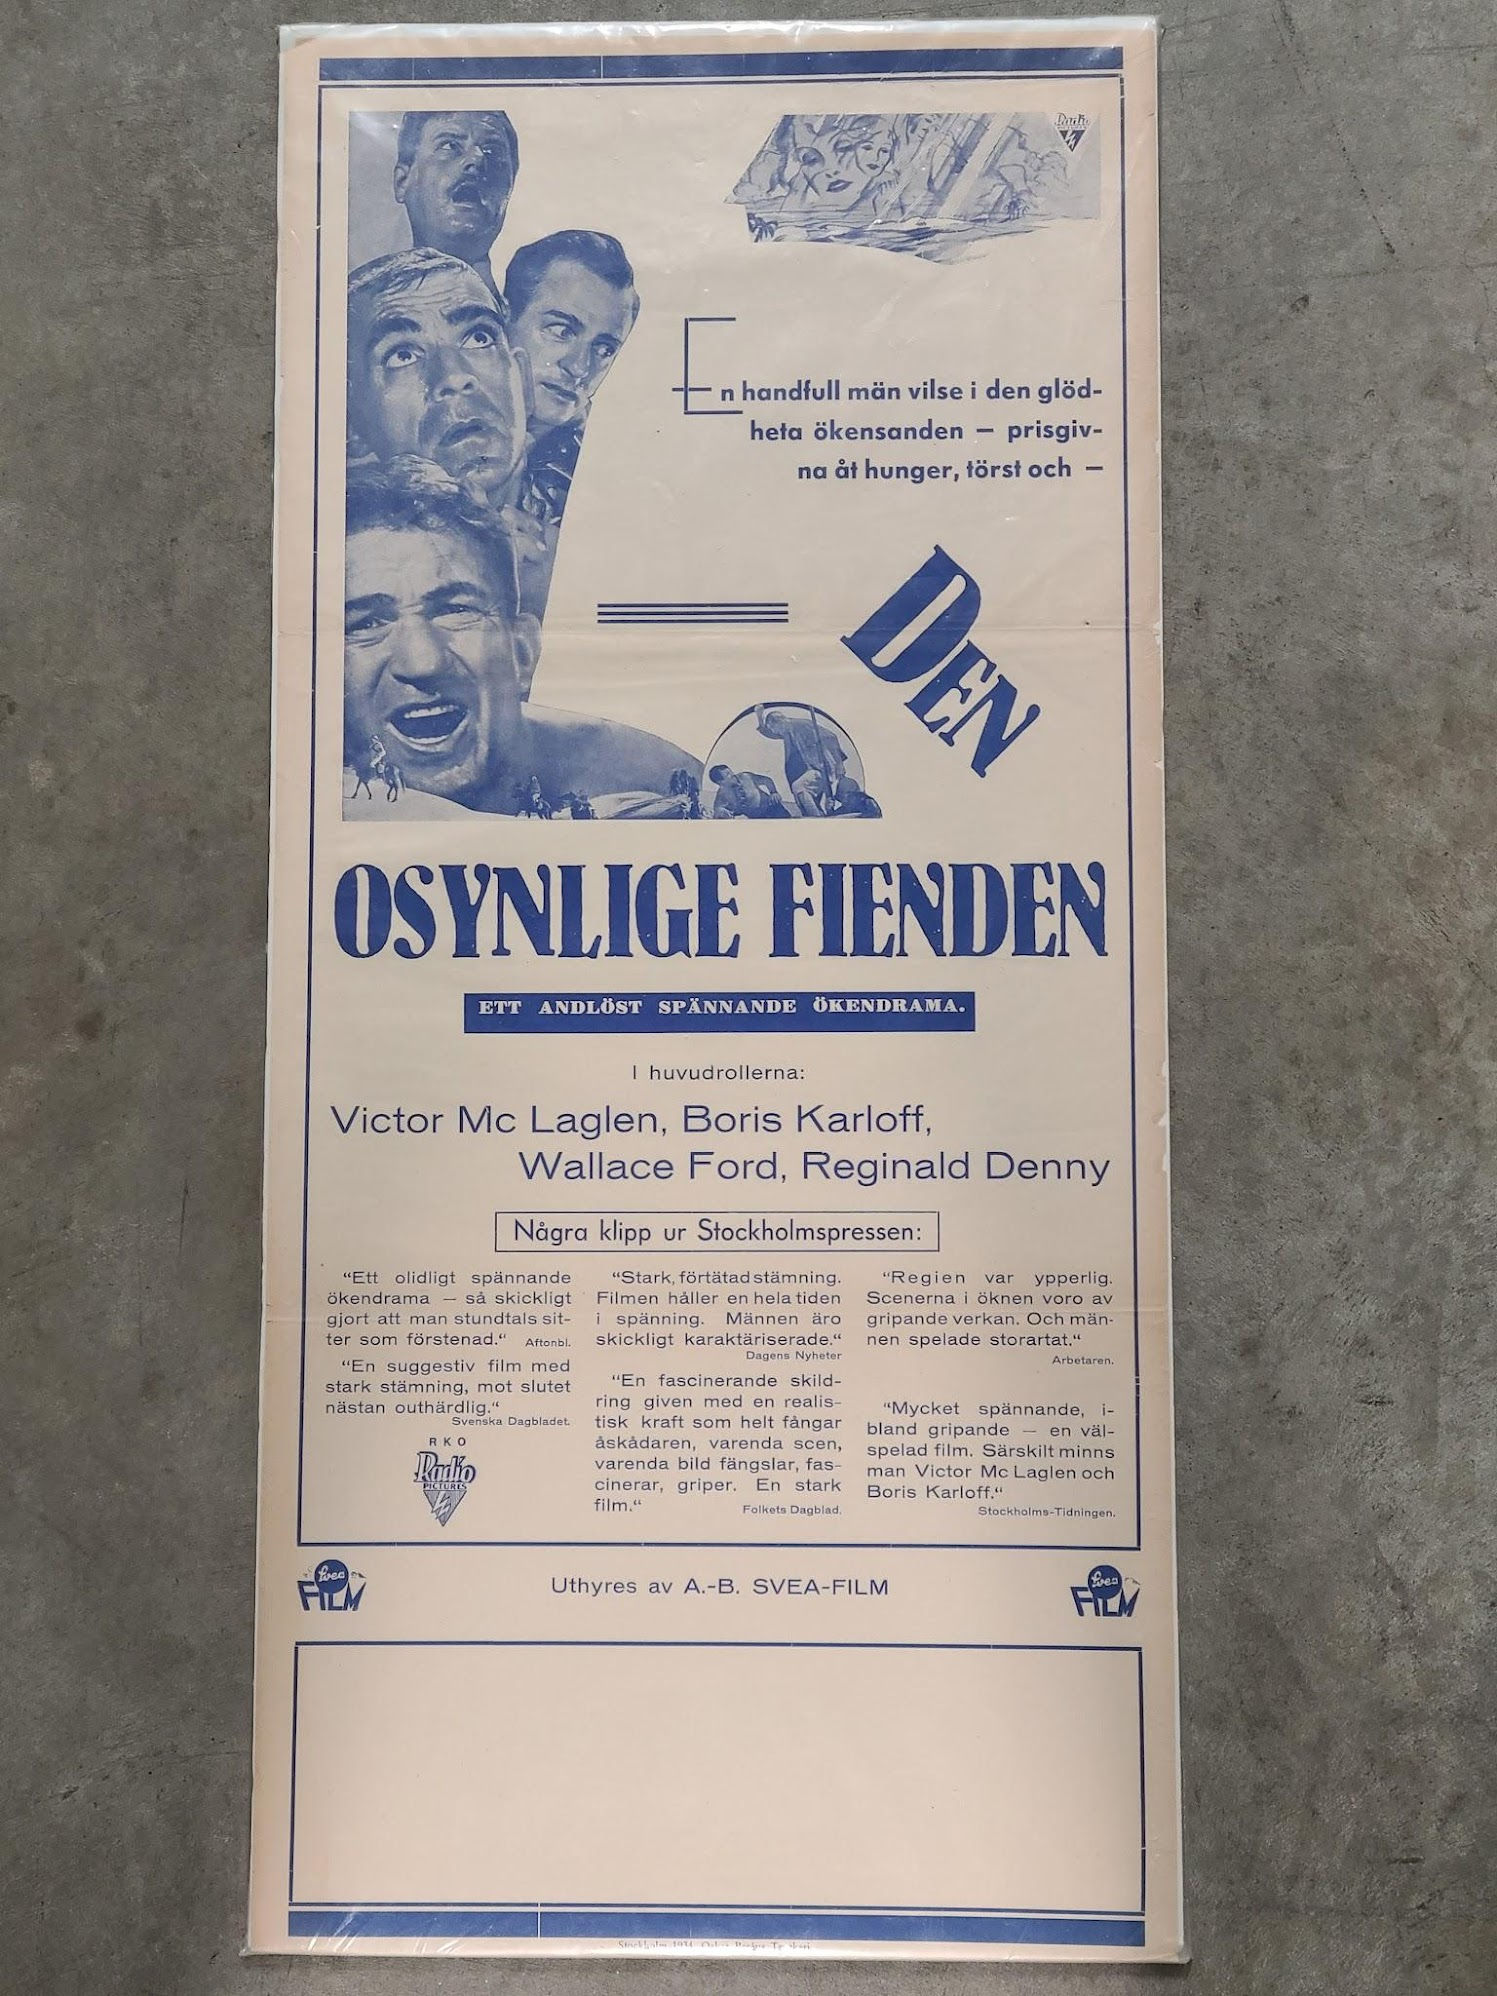 Radio
En handfull män vilse i den glöd-
heta ökensanden — prisgiv-
na åt hunger, törst och —
DEN
OSYNLIGE FIENDEN
ETT ANDLÖST SPÄNNANDE ÖKENDRAMA.
I huvudrollerna:
Victor Mc Laglen, Boris Karloff,
Wallace Ford, Reginald Denny
Några klipp ur Stockholmspressen:
“Ett olidligt spännande
ökendrama — så skickligt
gjort att man stundtals sit-
ter som förstenad.“ Aftonbl.
“En suggestiv film med
stark stämning, mot slutet
nästan outhärdlig.“
Svenska Dagbladet.
RKO
Radio
PICTURES
“Stark, förtätad stämning.
Filmen håller en hela tiden
i spänning. Männen äro
skickligt karaktäriserade.“
Dagens Nyheter
“En fascinerande skild-
ring given med en realis-
tisk kraft som helt fångar
åskådaren, varenda scen,
varenda bild fängslar, fas-
cinerar, griper. En stark
film.“ Folkets Dagblad.
“Regien var ypperlig.
Scenerna i öknen voro av
gripande verkan. Och män-
nen spelade storartat.“
Arbetaren.
“Mycket spännande, i-
bland gripande — en väl-
spelad film. Särskilt minns
man Victor Mc Laglen och
Boris Karloff.“
Stockholms-Tidningen.
Svea
FILM
Uthyres av A.-B. SVEA-FILM
Svea
FILM
Stockholm 1934